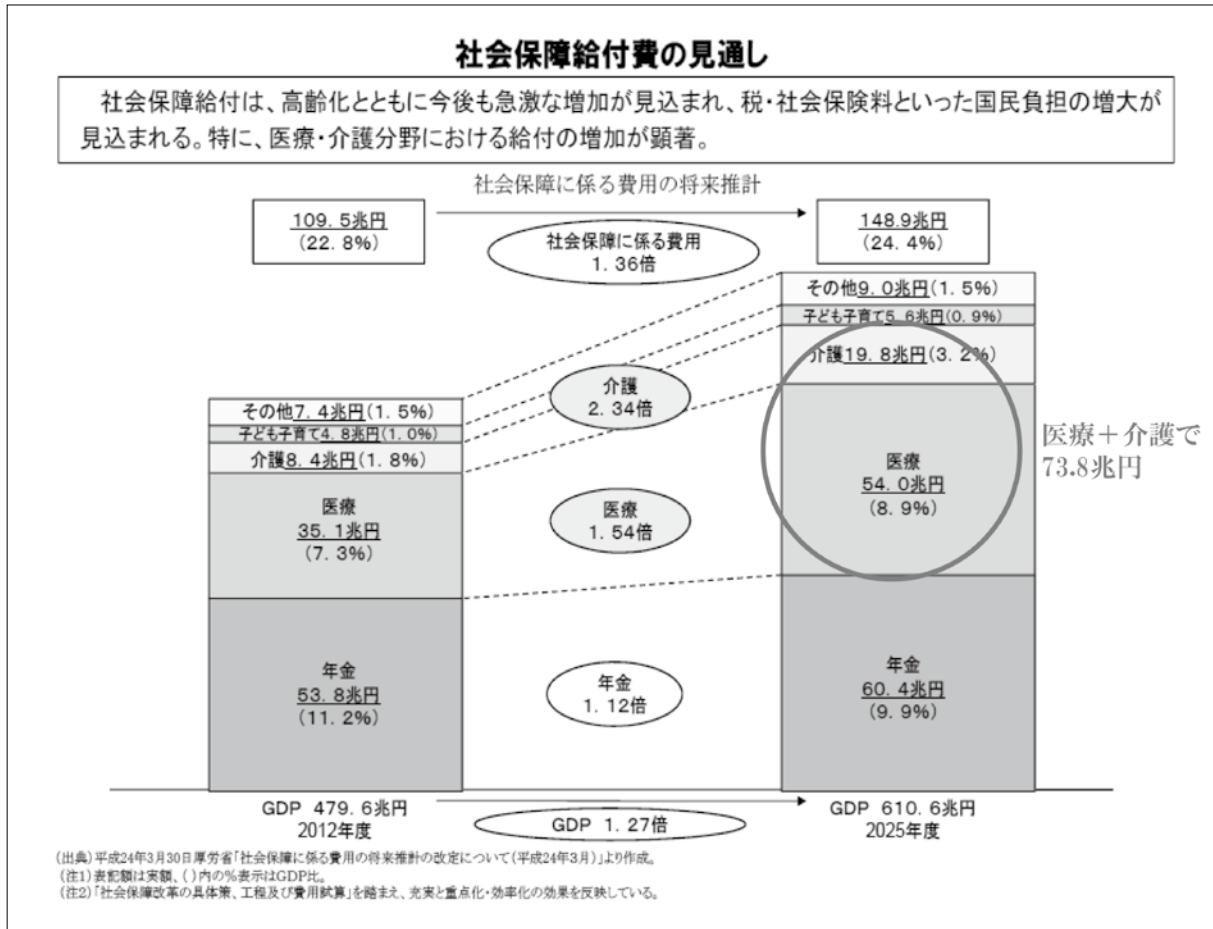 社会保障給付費の見通し
社会保障給付は、高齢化とともに今後も急激な増加が見込まれ、税・社会保険料といった国民負担の増大が
見込まれる。特に、医療・介護分野における給付の増加が顕著。
社会保障に係る費用の将来推計
109.5兆円
(22.8%)
社会保障に係る費用
1.36倍
148.9兆円
(24.4%)
その他9.0兆円(1.5%)
子ども子育て5.6兆円(0.9%)
介護19.8兆円(3.2%)
医療
54.0兆円
(8.9%)
年金
60.4兆円
(9.9%)
医療+介護で
73.8兆円
介護
2.34倍
医療
1.54倍
年金
1.12倍
その他7.4兆円(1.5%)
子ども子育て4.8兆円(1.0%)
介護8.4兆円(1.8%)
医療
35.1兆円
(7.3%)
年金
53.8兆円
(11.2%)
GDP 479.6兆円
2012年度
GDP 1.27倍
GDP 610.6兆円
2025年度
(出典)平成24年3月30日厚労省「社会保障に係る費用の将来推計の改定について(平成24年3月)」より作成。
(注1)表記額は実額、( )内の%表示はGDP比。
(注2)「社会保障改革の具体策、工程及び費用試算」を踏まえ、充実と重点化・効率化の効果を反映している。